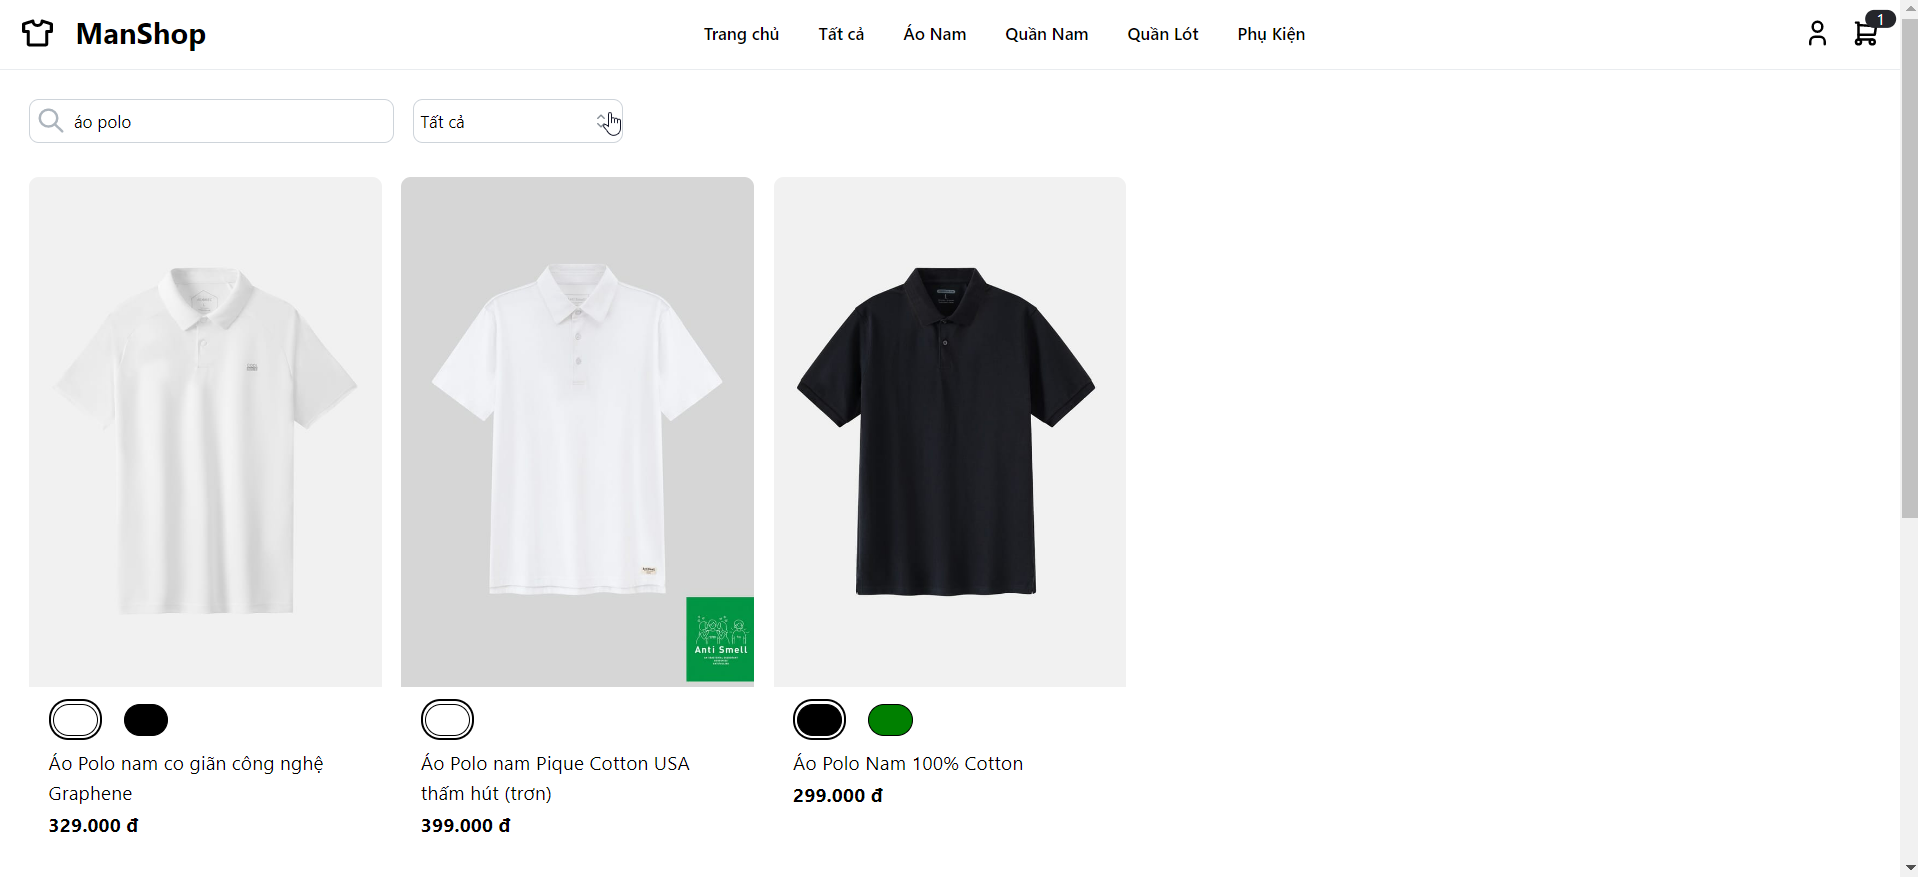 ManShop
Trang chủ
Tất cả
Áo Nam
Quần Nam
Quần Lót
Phụ Kiện
1
áo polo
Tất cả
Anti Smell
Áo Polo nam co giãn công nghệ
Graphene
329.000 đ
Áo Polo nam Pique Cotton USA
thấm hút (trơn)
399.000 đ
Áo Polo Nam 100% Cotton
299.000 đ